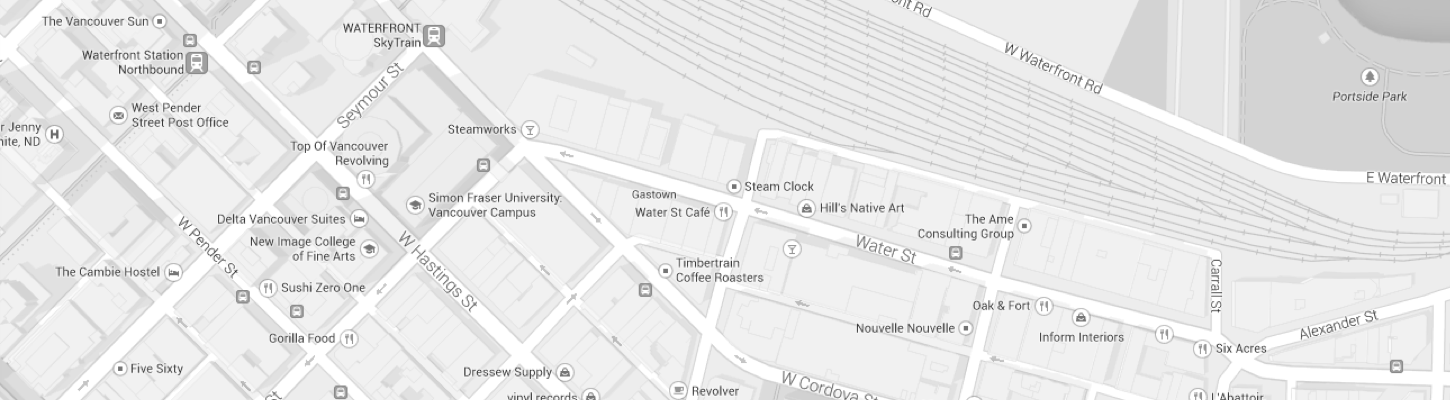 ont Rd
The Vancouver Sun
WATERFRONT
SkyTrain
Waterfront Station
Northbound
W Waterfront Rd
Seymour St
Portside Park
West Pender
Street Post Office
r Jenny
ite, ND
Steamworks
Top Of Vancouver
Revolving
E Waterfront
Gastown
Steam Clock
Simon Fraser University:
Vancouver Campus
Water St Café
Hill's Native Art
Delta Vancouver Suites
The Ame
Consulting Group
W Pender St
New Image College
of Fine Arts
W Hastings St
Water St
The Cambie Hostel
Timbertrain
Coffee Roasters
Carrall St
Sushi Zero One
Oak & Fort
Alexander St
Nouvelle Nouvelle
Inform Interiors
Gorilla Food
Six Acres
Five Sixty
Dressew Supply
W Cordova St
Revolver
vinyl records
L'Abattoir
St